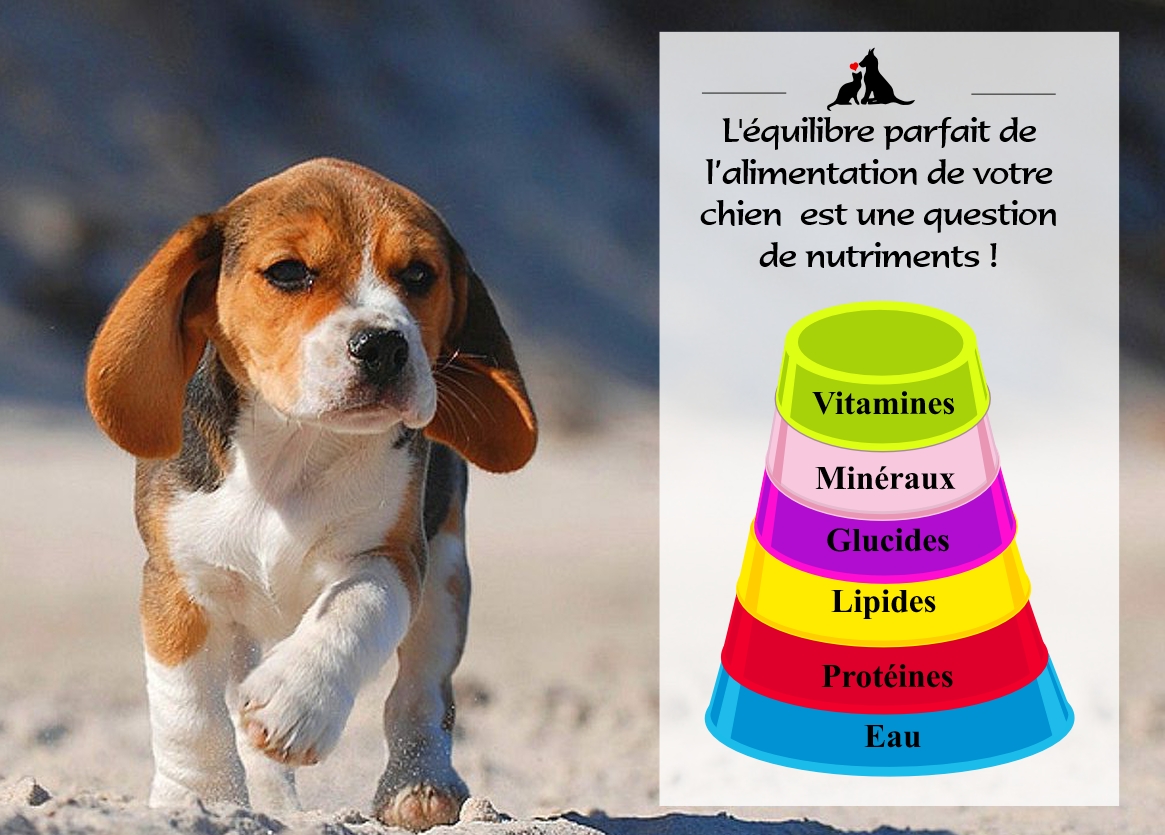 L'équilibre parfait de
l'alimentation de votre
chien est une question
de nutriments !
Vitamines
Minéraux
Glucides
Lipides
Protéines
Eau